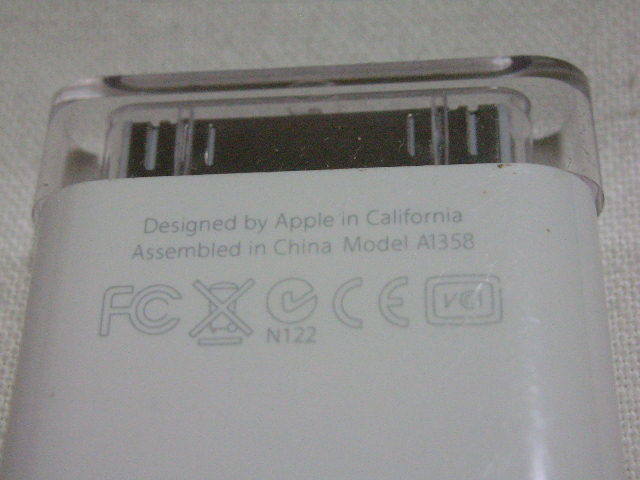 Designed by Apple in California
Assembled in China Model A1358
FC CE VCI
N122